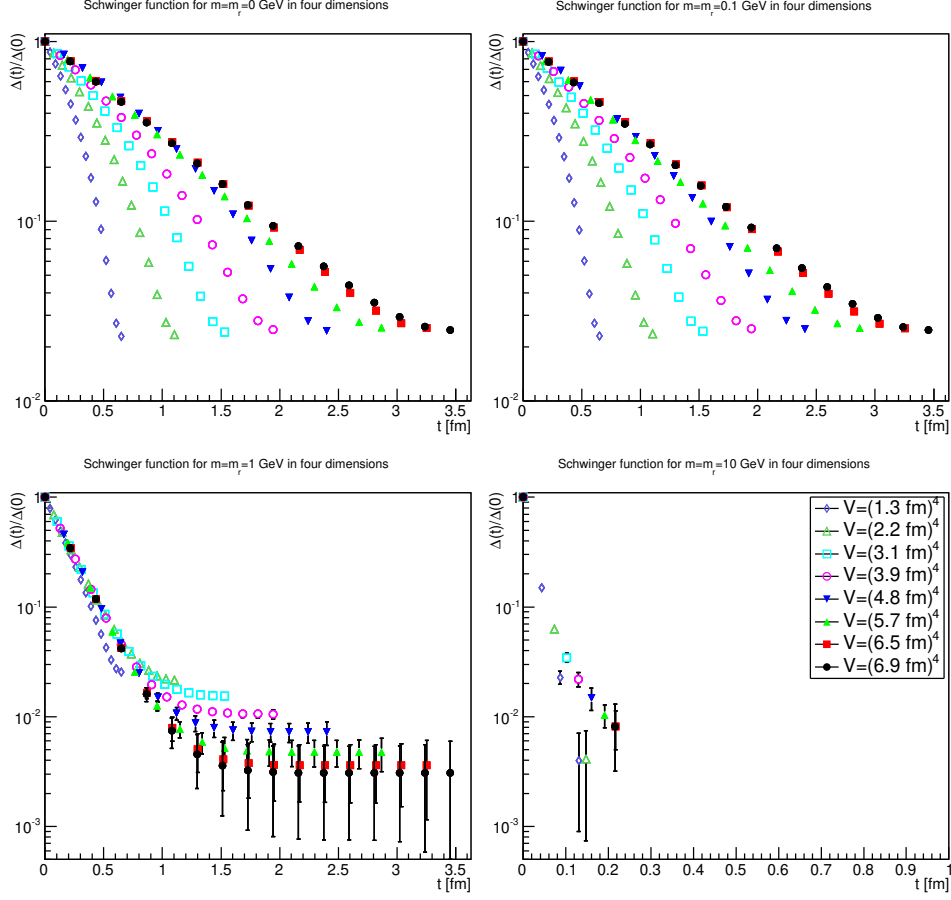 Schwinger function for m=m_r=0 GeV in four dimensions
Δ(t)/Δ(0)
1
10^-1
10^-2
0 0.5 1 1.5 2 2.5 3 3.5
t [fm]
Schwinger function for m=m_r=0.1 GeV in four dimensions
Δ(t)/Δ(0)
1
10^-1
10^-2
0 0.5 1 1.5 2 2.5 3 3.5
t [fm]
Schwinger function for m=m_r=1 GeV in four dimensions
Δ(t)/Δ(0)
1
10^-1
10^-2
10^-3
0 0.5 1 1.5 2 2.5 3 3.5
t [fm]
Schwinger function for m=m_r=10 GeV in four dimensions
Δ(t)/Δ(0)
1
10^-1
10^-2
10^-3
V=(1.3 fm)^4
V=(2.2 fm)^4
V=(3.1 fm)^4
V=(3.9 fm)^4
V=(4.8 fm)^4
V=(5.7 fm)^4
V=(6.5 fm)^4
V=(6.9 fm)^4
0 0.1 0.2 0.3 0.4 0.5 0.6 0.7 0.8 0.9 1
t [fm]